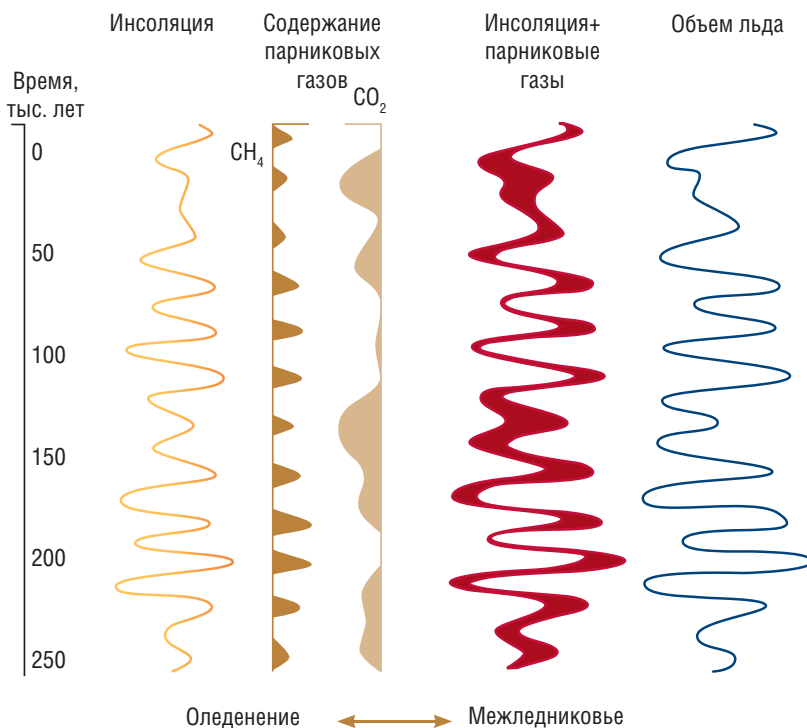 Инсоляция
Содержание
парниковых
газов
Инсоляция+
парниковые
газы
Объем льда
Время,
тыс. лет
CO2
CH4
0
50
100
150
200
250
Оледенение
Межледниковье